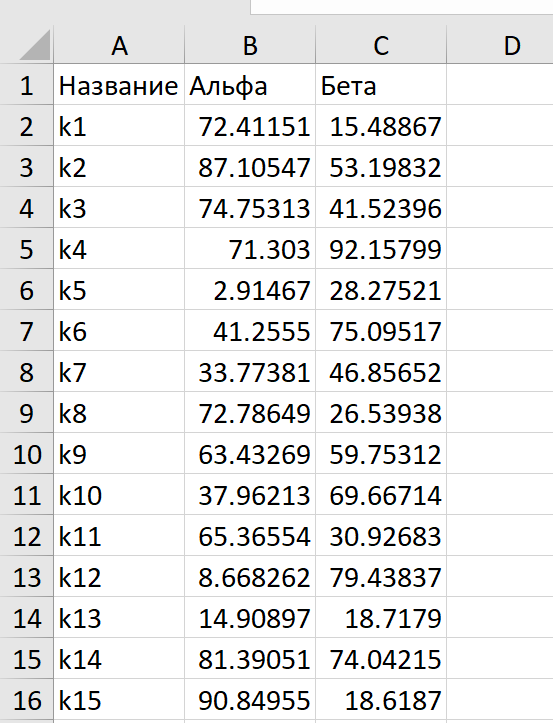 A B C D
1 Название Альфа Бета
2 k1 72.41151 15.48867
3 k2 87.10547 53.19832
4 k3 74.75313 41.52396
5 k4 71.303 92.15799
6 k5 2.91467 28.27521
7 k6 41.2555 75.09517
8 k7 33.77381 46.85652
9 k8 72.78649 26.53938
10 k9 63.43269 59.75312
11 k10 37.96213 69.66714
12 k11 65.36554 30.92683
13 k12 8.668262 79.43837
14 k13 14.90897 18.7179
15 k14 81.39051 74.04215
16 k15 90.84955 18.6187